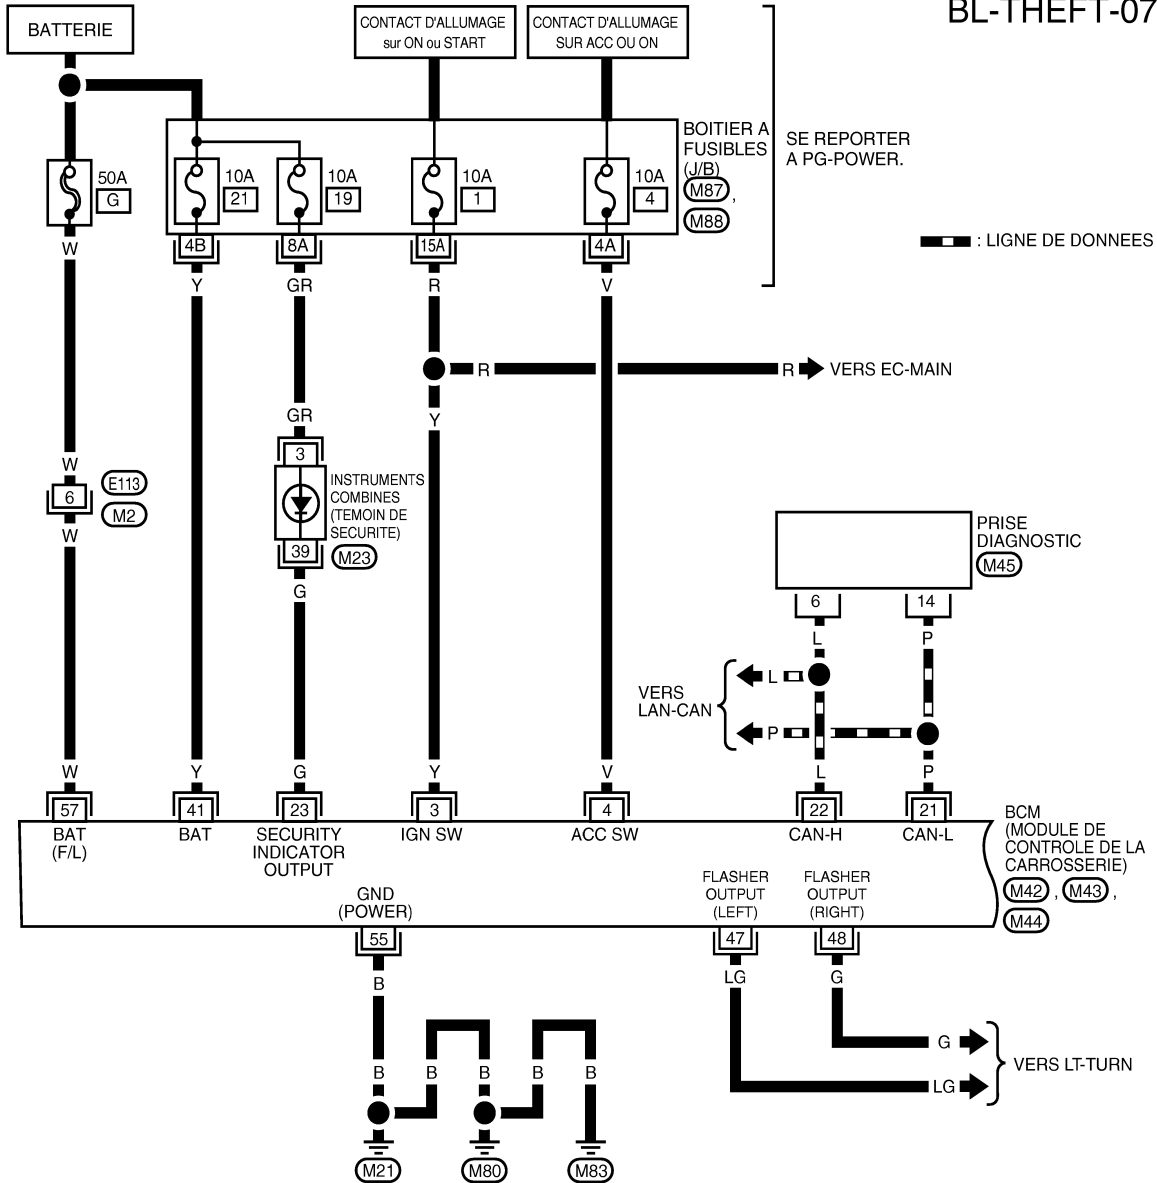 BL-THEFT-07
BATTERIE
CONTACT D'ALLUMAGE
sur ON ou START
CONTACT D'ALLUMAGE
SUR ACC OU ON
BOITIER A
FUSIBLES
(J/B)
M87 ,
M88
SE REPORTER
A PG-POWER.
50A
G
10A
21
10A
19
10A
1
10A
4
: LIGNE DE DONNEES
W
4B
8A
15A
4A
Y
GR
R
V
R
R
VERS EC-MAIN
GR
Y
W
6
E113
M2
W
3
INSTRUMENTS
COMBINES
(TEMOIN DE
SECURITE)
39
M23
G
PRISE
DIAGNOSTIC
M45
6
14
L
P
VERS
LAN-CAN
L
P
W
Y
G
Y
V
L
P
57
41
23
3
4
22
21
BAT
(F/L)
BAT
SECURITY
INDICATOR
OUTPUT
IGN SW
ACC SW
CAN-H
CAN-L
BCM
(MODULE DE
CONTROLE DE LA
CARROSSERIE)
M42 , M43 ,
M44
GND
(POWER)
FLASHER
OUTPUT
(LEFT)
FLASHER
OUTPUT
(RIGHT)
55
47
48
B
LG
G
G
LG
VERS LT-TURN
B
B
B
B
B
M21
M80
M83